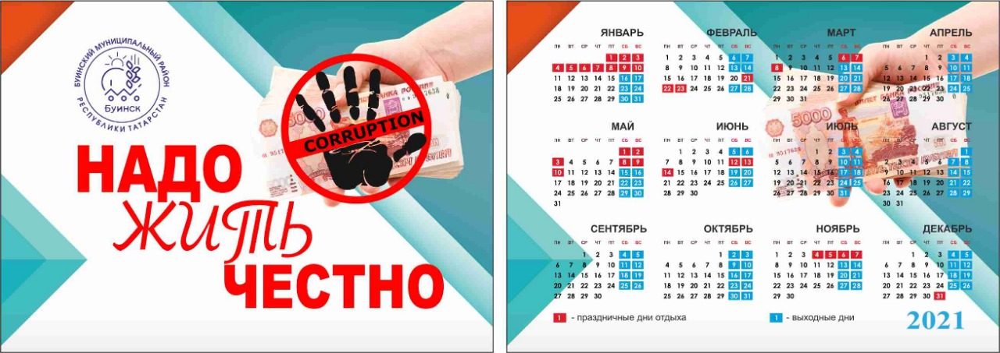 БУИНСКИЙ МУНИЦИПАЛЬНЫЙ РАЙОН
БУИНСК
РЕСПУБЛИКИ ТАТАРСТАН
5000
CORRUPTION
НАДО
ЖИТЬ
ЧЕСТНО
ЯНВАРЬ ФЕВРАЛЬ МАРТ АПРЕЛЬ
ПН ВТ СР ЧТ ПТ СБ ВС ПН ВТ СР ЧТ ПТ СБ ВС ПН ВТ СР ЧТ ПТ СБ ВС ПН ВТ СР ЧТ ПТ СБ ВС
1 2 3 1 2 3 4 5 6 7 1 2 3 4 5 6 7 1 2 3 4
4 5 6 7 8 9 10 8 9 10 11 12 13 14 8 9 10 11 12 13 14 5 6 7 8 9 10 11
11 12 13 14 15 16 17 15 16 17 18 19 20 21 15 16 17 18 19 20 21 12 13 14 15 16 17 18
18 19 20 21 22 23 24 22 23 24 25 26 27 28 22 23 24 25 26 27 28 19 20 21 22 23 24 25
25 26 27 28 29 30 31 29 30 31 26 27 28 29 30
5000
МАЙ ИЮНЬ ИЮЛЬ АВГУСТ
ПН ВТ СР ЧТ ПТ СБ ВС ПН ВТ СР ЧТ ПТ СБ ВС ПН ВТ СР ЧТ ПТ СБ ВС ПН ВТ СР ЧТ ПТ СБ ВС
1 2 1 2 3 4 5 6 1 2 3 4 1
3 4 5 6 7 8 9 7 8 9 10 11 12 13 5 6 7 8 9 10 11 2 3 4 5 6 7 8
10 11 12 13 14 15 16 14 15 16 17 18 19 20 12 13 14 15 16 17 18 9 10 11 12 13 14 15
17 18 19 20 21 22 23 21 22 23 24 25 26 27 19 20 21 22 23 24 25 16 17 18 19 20 21 22
24 25 26 27 28 29 30 28 29 30 26 27 28 29 30 31 23 24 25 26 27 28 29
31 30 31
СЕНТЯБРЬ ОКТЯБРЬ НОЯБРЬ ДЕКАБРЬ
ПН ВТ СР ЧТ ПТ СБ ВС ПН ВТ СР ЧТ ПТ СБ ВС ПН ВТ СР ЧТ ПТ СБ ВС ПН ВТ СР ЧТ ПТ СБ ВС
1 2 3 4 5 1 2 3 1 2 3 4 5 6 7 1 2 3 4 5
6 7 8 9 10 11 12 4 5 6 7 8 9 10 8 9 10 11 12 13 14 6 7 8 9 10 11 12
13 14 15 16 17 18 19 11 12 13 14 15 16 17 15 16 17 18 19 20 21 13 14 15 16 17 18 19
20 21 22 23 24 25 26 18 19 20 21 22 23 24 22 23 24 25 26 27 28 20 21 22 23 24 25 26
27 28 29 30 25 26 27 28 29 30 31 29 30 27 28 29 30 31
1 - праздничные дни отдыха 1 - выходные дни 2021